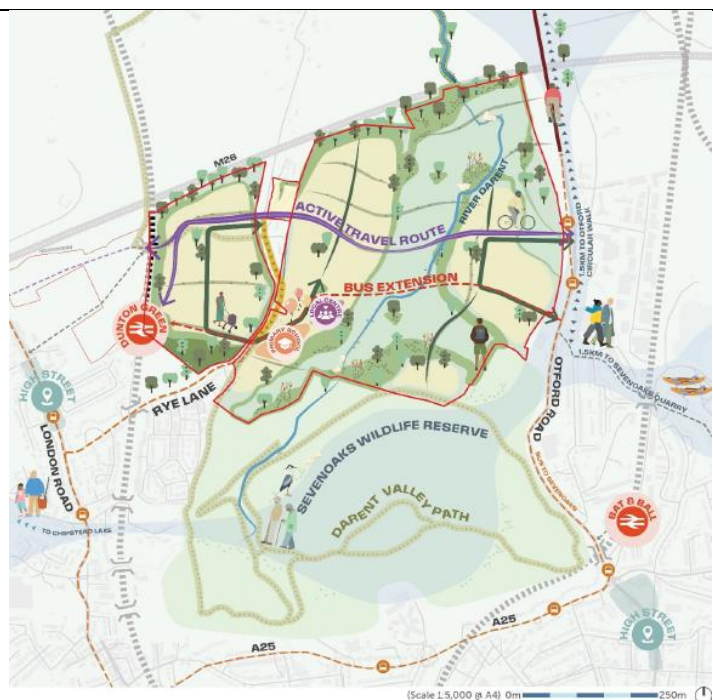 M26
ACTIVE TRAVEL ROUTE
RIVER DARENT
1.5KM TO OTFORD
CIRCULAR WALK
BUS EXTENSION
LOCAL CENTRE
PRIMARY SCHOOL
DUNTON GREEN
RYE LANE
HIGH STREET
LONDON ROAD
OTFORD ROAD
1.5KM TO SEVENOAKS QUARRY
SEVENOAKS WILDLIFE RESERVE
DARENT VALLEY PATH
TO CHIPSTEAD LAKE
BAT & BALL
A25
A25
HIGH STREET
(Scale 1:5,000 @ A4) 0m 250m